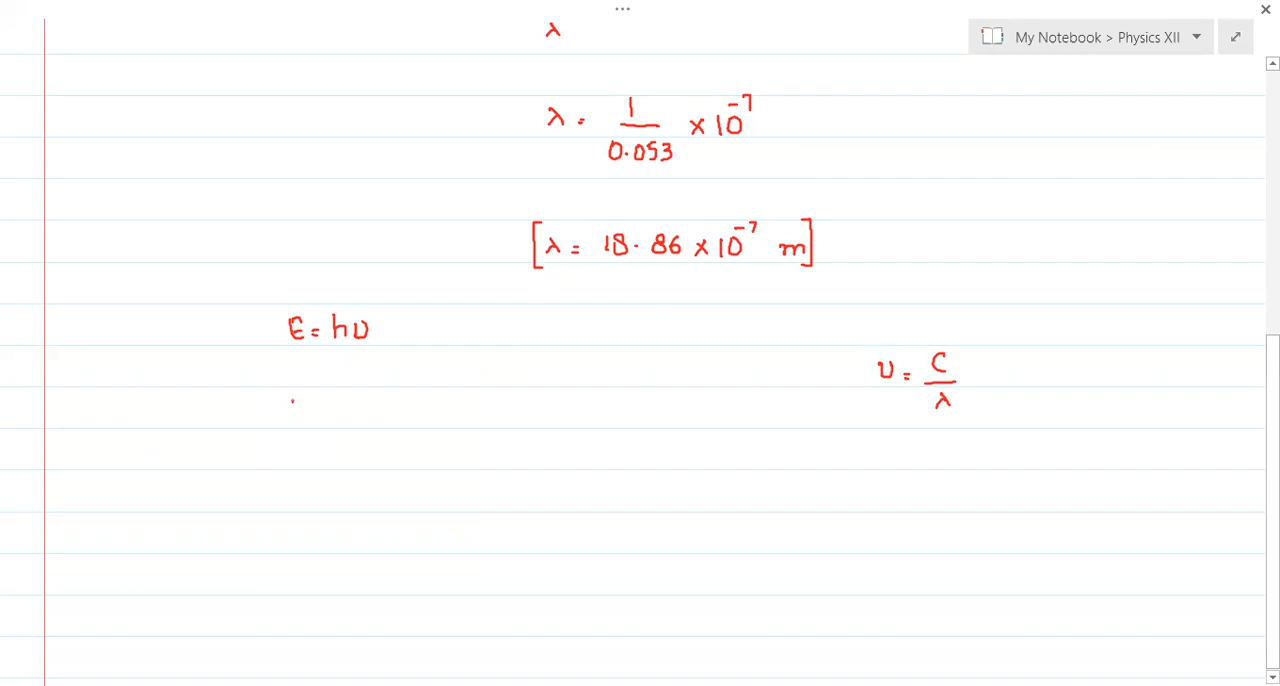 ...
λ
My Notebook > Physics XII
λ = 1/0.053 × 10⁻⁷
[λ = 18.86 × 10⁻⁷ m]
E = hυ
υ = C/λ